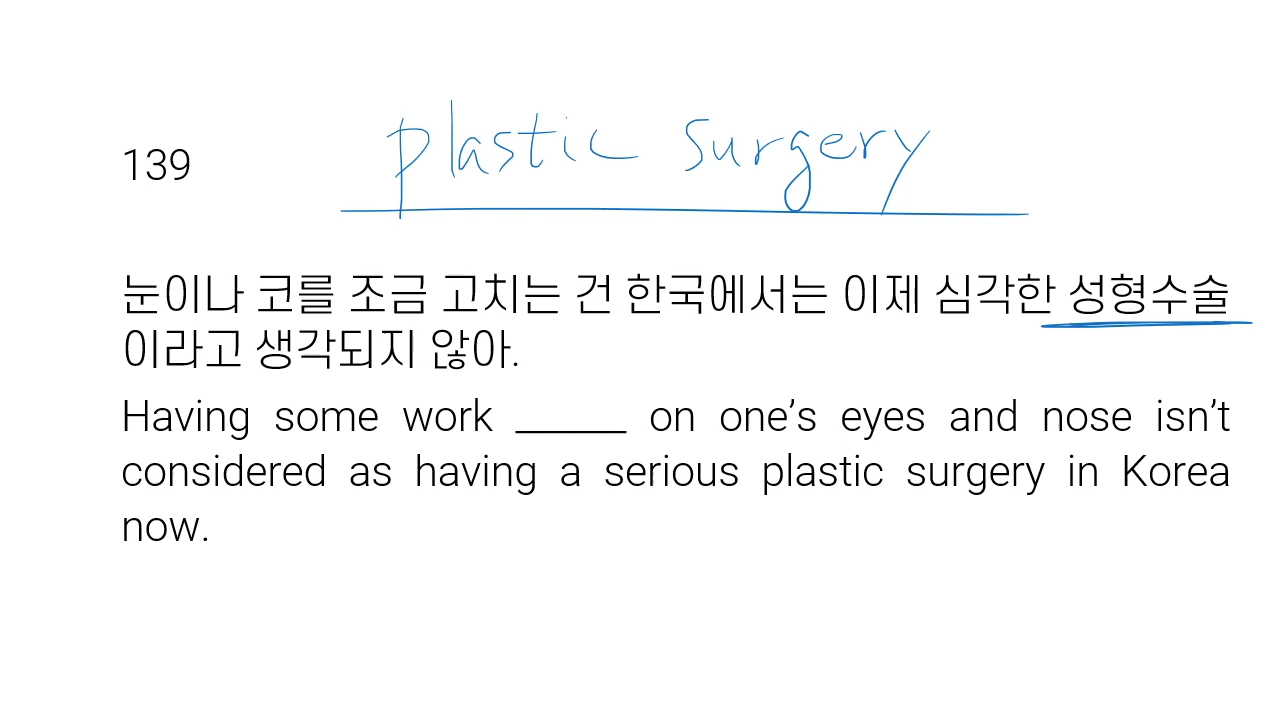 plastic surgery
139
눈이나 코를 조금 고치는 건 한국에서는 이제 심각한 성형수술
이라고 생각되지 않아.
Having some work ______ on one’s eyes and nose isn’t
considered as having a serious plastic surgery in Korea
now.